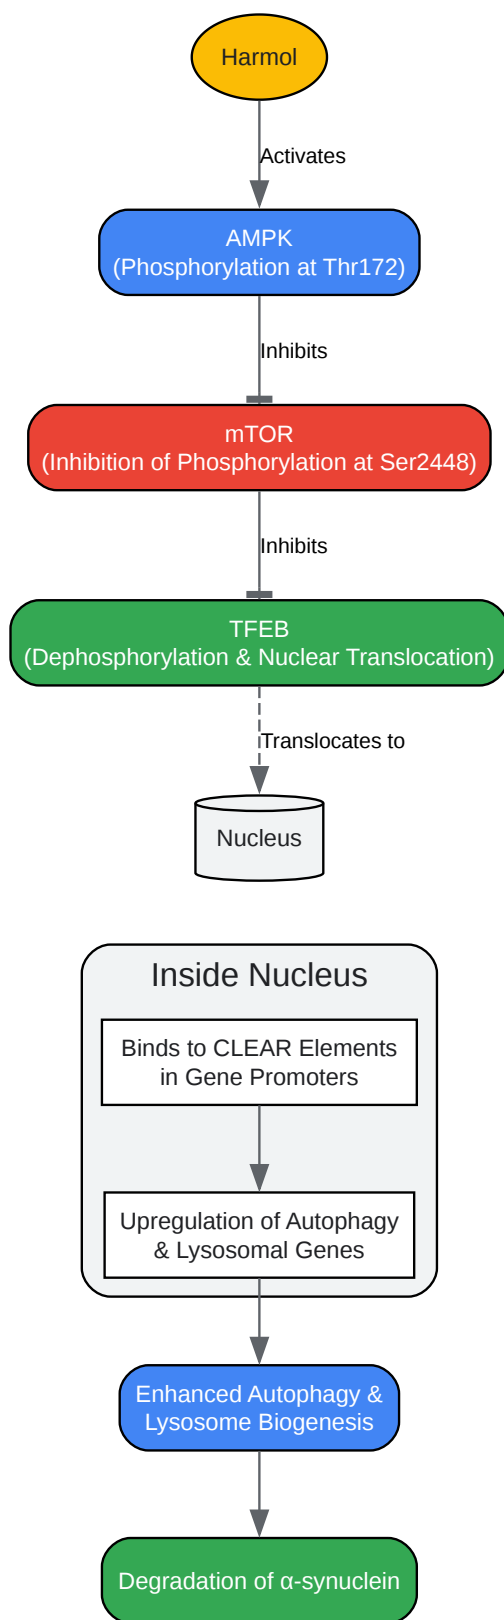 Harmol
Activates
AMPK
(Phosphorylation at Thr172)
Inhibits
mTOR
(Inhibition of Phosphorylation at Ser2448)
Inhibits
TFEB
(Dephosphorylation & Nuclear Translocation)
Translocates to
Nucleus
Inside Nucleus
Binds to CLEAR Elements
in Gene Promoters
Upregulation of Autophagy
& Lysosomal Genes
Enhanced Autophagy &
Lysosome Biogenesis
Degradation of α-synuclein